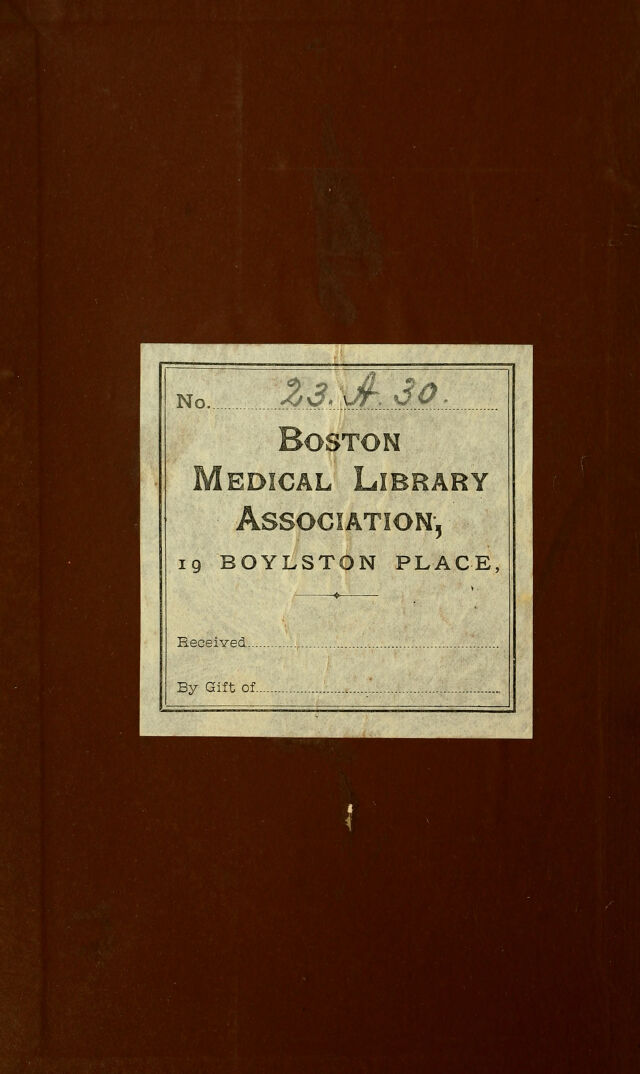 No. 23. A. 30.
BOSTON
MEDICAL LIBRARY
ASSOCIATION,
19 BOYLSTON PLACE,
Received
By Gift of